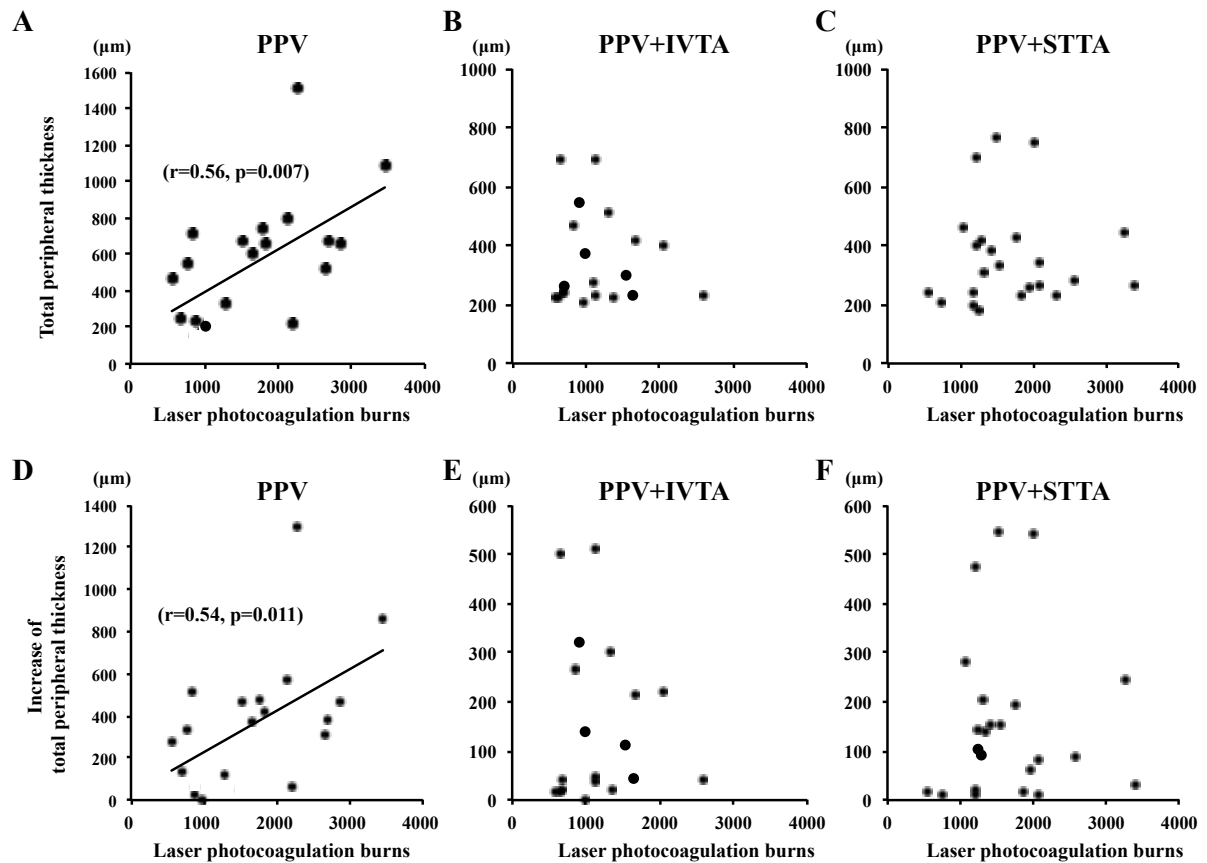 A
B
C
PPV
PPV+IVTA
PPV+STTA
(μm)
(μm)
(μm)
1600
1400
1200
1000
800
600
400
200
0
(r=0.56, p=0.007)
Total peripheral thickness
0 1000 2000 3000 4000
Laser photocoagulation burns
1000
800
600
400
200
0
0 1000 2000 3000 4000
Laser photocoagulation burns
1000
800
600
400
200
0
0 1000 2000 3000 4000
Laser photocoagulation burns
D
E
F
(μm)
(μm)
(μm)
PPV
PPV+IVTA
PPV+STTA
1400
1200
1000
800
600
400
200
0
(r=0.54, p=0.011)
Increase of
total peripheral thickness
0 1000 2000 3000 4000
Laser photocoagulation burns
600
500
400
300
200
100
0
0 1000 2000 3000 4000
Laser photocoagulation burns
600
500
400
300
200
100
0
0 1000 2000 3000 4000
Laser photocoagulation burns